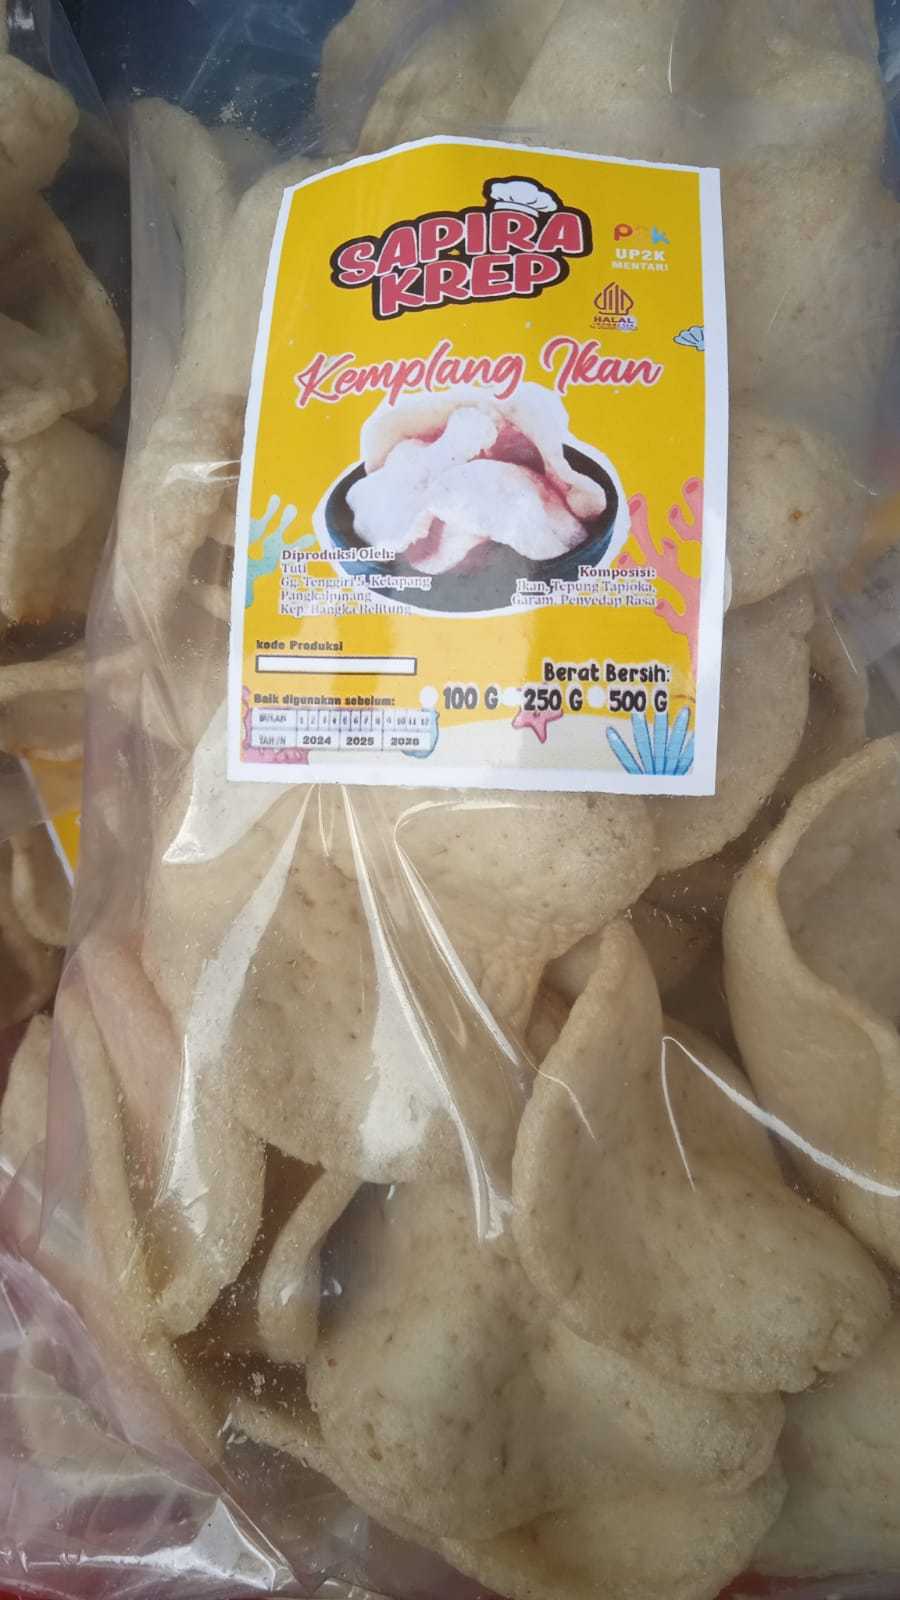 SAPIRA
KREP
UP2K
MENTARI
HALAL
INDONESIA
Kemplang Ikan
Diproduksi Oleh:
Tuti
Gg. Tenggiri 5, Ketapang
Pangkalpinang
Kep. Bangka Belitung
Komposisi:
Ikan, Tepung Tapioka,
Garam, Penyedap Rasa
kode Produksi
Berat Bersih:
100 G 250 G 500 G
Baik digunakan sebelum:
BULAN 1 2 3 4 5 6 7 8 9 10 11 12
TAHUN 2024 2025 2026